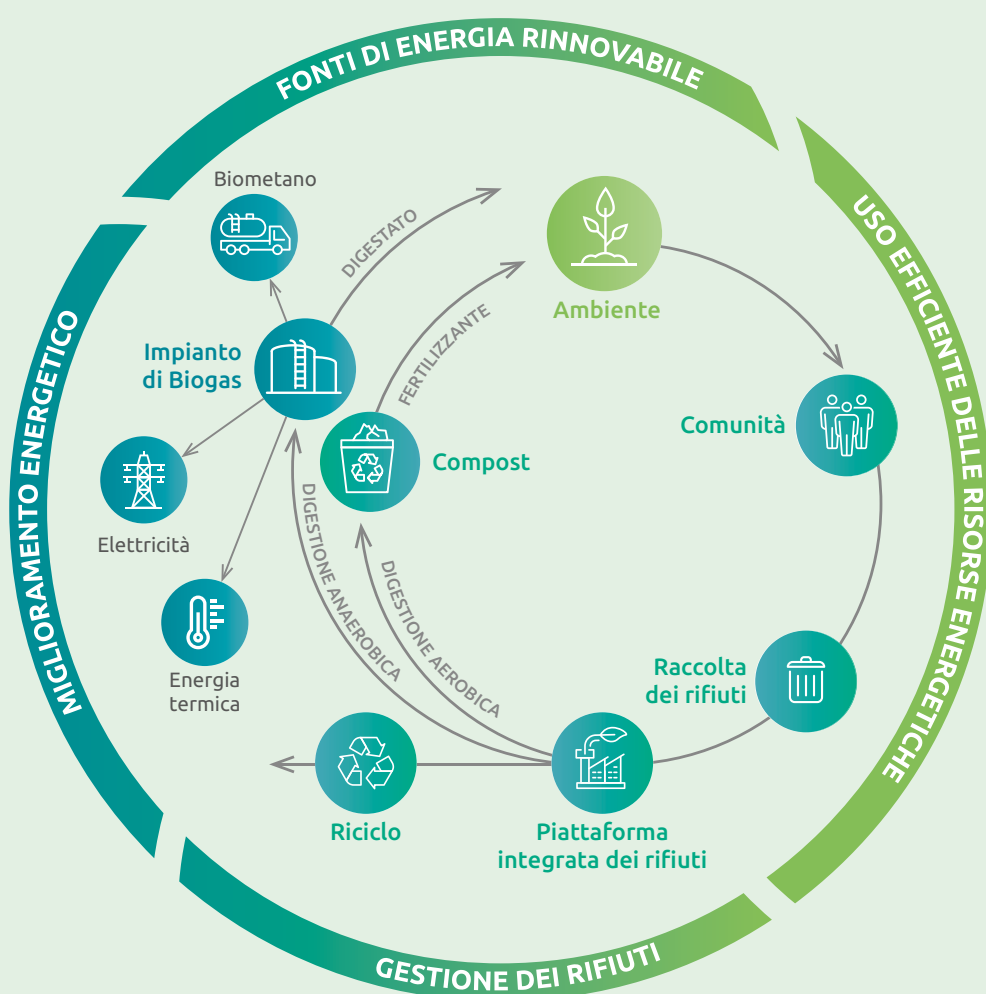 FONTI DI ENERGIA RINNOVABILE
USO EFFICIENTE DELLE RISORSE ENERGETICHE
MIGLIORAMENTO ENERGETICO
Biometano
DIGESTATO
Ambiente
FERTILIZZANTE
Impianto
di Biogas
Comunità
Compost
Elettricità
DIGESTIONE ANAEROBICA
DIGESTIONE AEROBICA
Energia
termica
Raccolta
dei rifiuti
Riciclo
Piattaforma
integrata dei rifiuti
GESTIONE DEI RIFIUTI